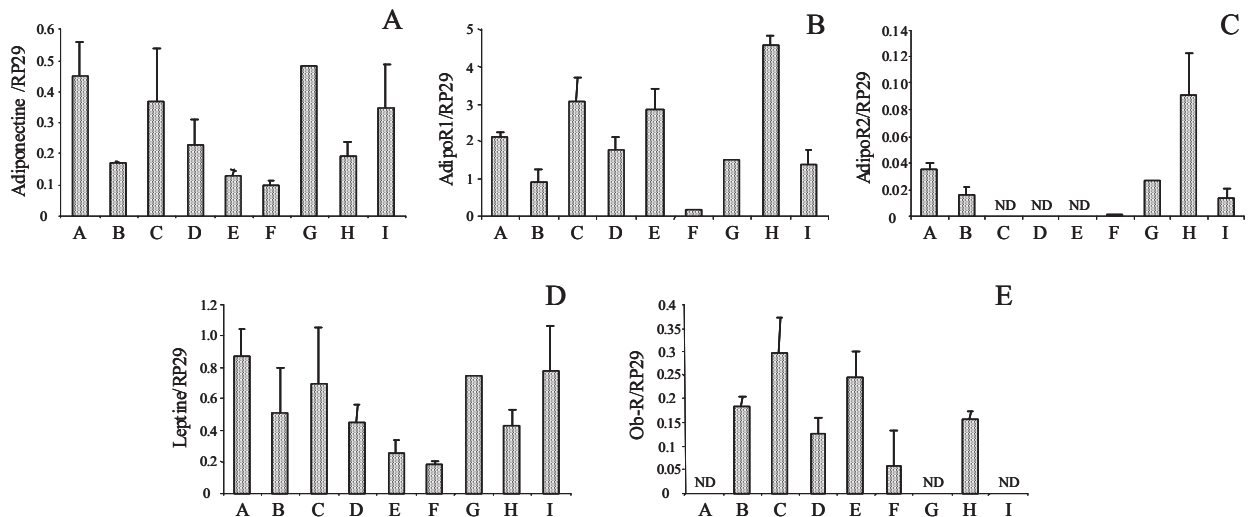 A
Adiponectine /RP29
0.6
0.5
0.4
0.3
0.2
0.1
0
A B C D E F G H I
B
AdipoR1/RP29
5
4
3
2
1
0
A B C D E F G H I
C
AdipoR2/RP29
0.14
0.12
0.10
0.08
0.06
0.04
0.02
0
ND ND ND
A B C D E F G H I
D
Leptine/RP29
1.2
1.0
0.8
0.6
0.4
0.2
0
A B C D E F G H I
E
Ob-R/RP29
0.4
0.35
0.3
0.25
0.2
0.15
0.1
0.05
0
ND ND ND
A B C D E F G H I